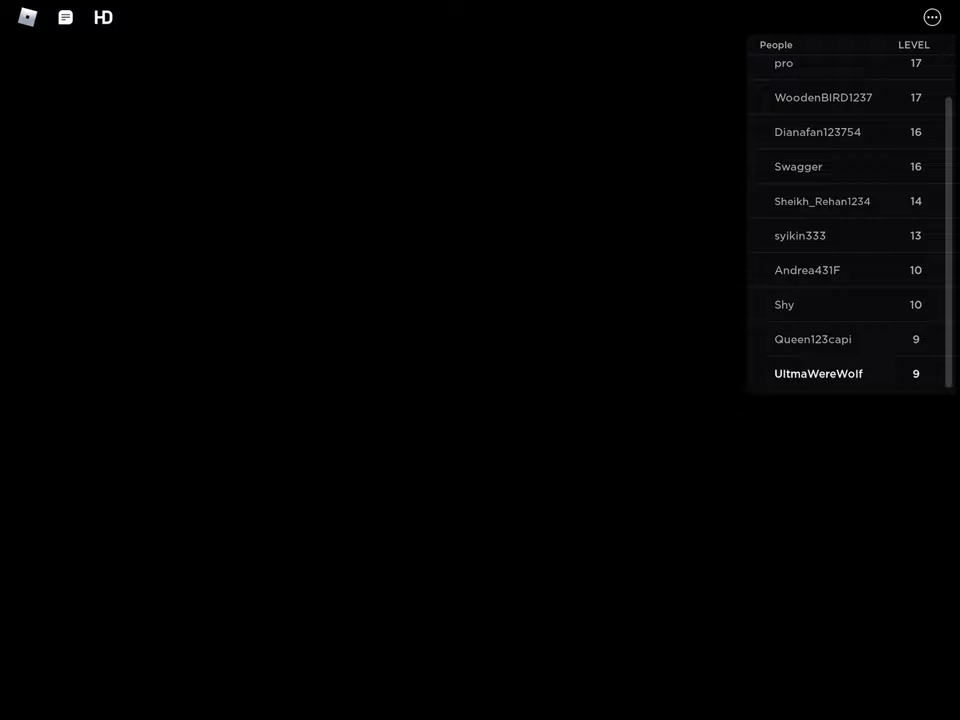 HD
People LEVEL
pro 17
WoodenBIRD1237 17
Dianafan123754 16
Swagger 16
Sheikh_Rehan1234 14
syikin333 13
Andrea431F 10
Shy 10
Queen123capi 9
UltmaWereWolf 9